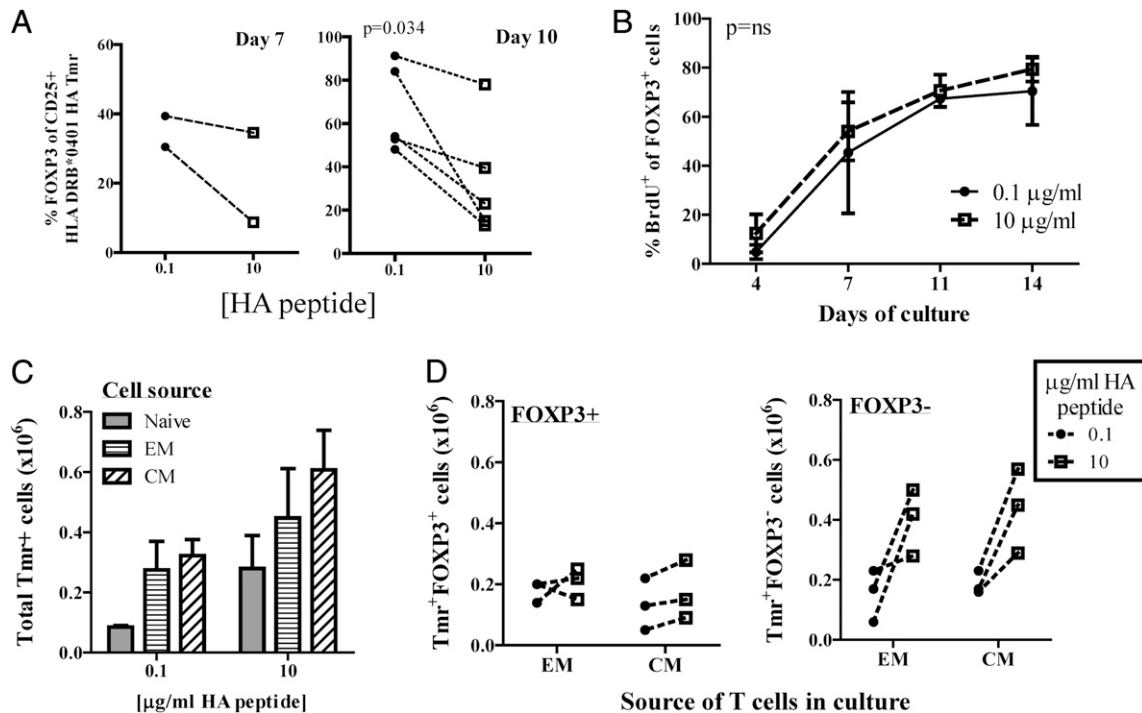 A
% FOXP3 of CD25+
HLA DRB*0401 HA Tmr
60
40
20
0
Day 7
0.1
10
p=0.034
100
80
60
40
20
0
Day 10
0.1
10
[HA peptide]
B
p=ns
% BrdU⁺ of FOXP3⁺ cells
100
80
60
40
20
0
0.1 μg/ml
10 μg/ml
4
7
11
14
Days of culture
C
Cell source
Naive
EM
CM
Total Tmr+ cells (x10⁶)
0.8
0.6
0.4
0.2
0.0
0.1
10
[μg/ml HA peptide]
D
FOXP3+
Tmr⁺FOXP3⁺ cells (x10⁶)
0.8
0.6
0.4
0.2
0.0
EM
CM
FOXP3-
Tmr⁺FOXP3⁻ cells (x10⁶)
0.8
0.6
0.4
0.2
0.0
EM
CM
μg/ml HA
peptide
0.1
10
Source of T cells in culture